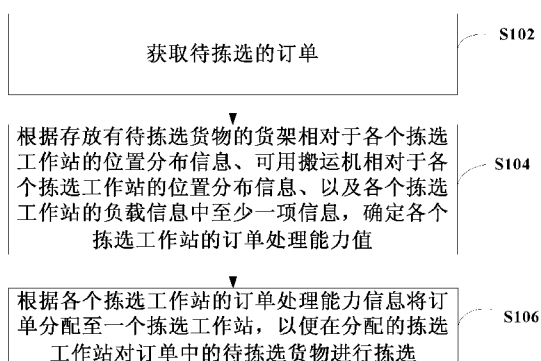 获取待拣选的订单
S102
根据存放有待拣选货物的货架相对于各个拣选
工作站的位置分布信息、可用搬运机相对于各
个拣选工作站的位置分布信息、以及各个拣选
工作站的负载信息中至少一项信息，确定各个
拣选工作站的订单处理能力值
S104
根据各个拣选工作站的订单处理能力信息将订
单分配至一个拣选工作站，以便在分配的拣选
工作站对订单中的待拣选货物进行拣选
S106